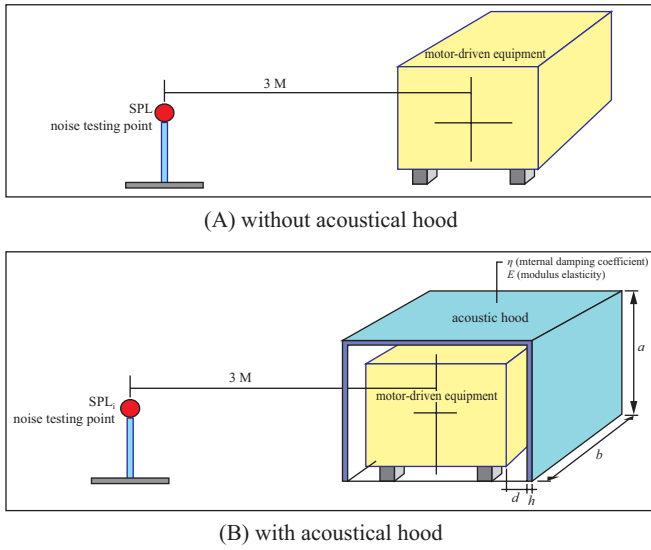 motor-driven equipment
3 M
SPL
noise testing point
(A) without acoustical hood
η (mternal damping coefficient)
E (modulus elasticity)
acoustic hood
a
3 M
motor-driven equipment
SPLi
noise testing point
b
d
h
(B) with acoustical hood